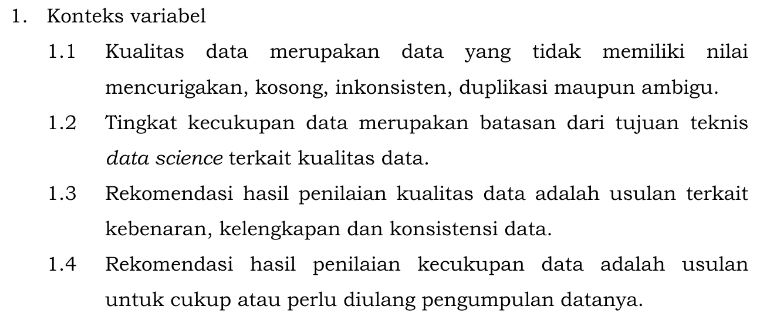 1. Konteks variabel
1.1 Kualitas data merupakan data yang tidak memiliki nilai
mencurigakan, kosong, inkonsisten, duplikasi maupun ambigu.
1.2 Tingkat kecukupan data merupakan batasan dari tujuan teknis
data science terkait kualitas data.
1.3 Rekomendasi hasil penilaian kualitas data adalah usulan terkait
kebenaran, kelengkapan dan konsistensi data.
1.4 Rekomendasi hasil penilaian kecukupan data adalah usulan
untuk cukup atau perlu diulang pengumpulan datanya.